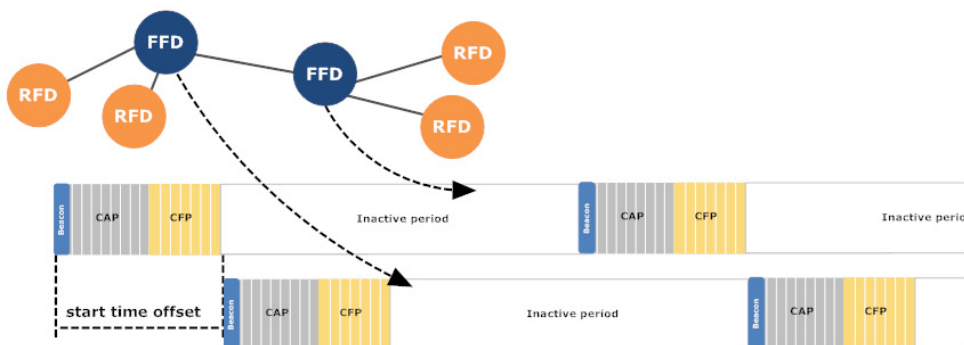 FFD
FFD
RFD
RFD
RFD
RFD
Beacon
CAP
CFP
Inactive period
Beacon
CAP
CFP
Inactive perio
start time offset
Beacon
CAP
CFP
Inactive period
Beacon
CAP
CFP